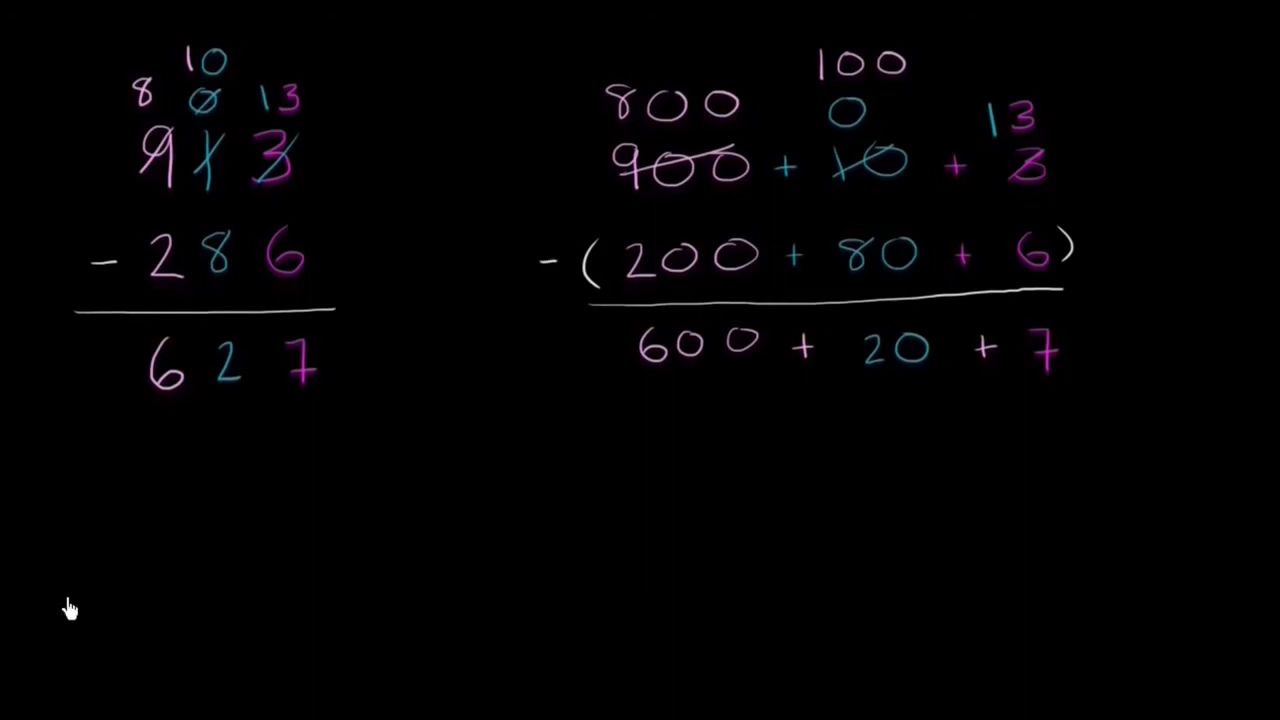 10
8 0 13
9 1 3
- 2 8 6
6 2 7
100
800 0 13
900 + 10 + 3
- ( 200 + 80 + 6 )
600 + 20 + 7